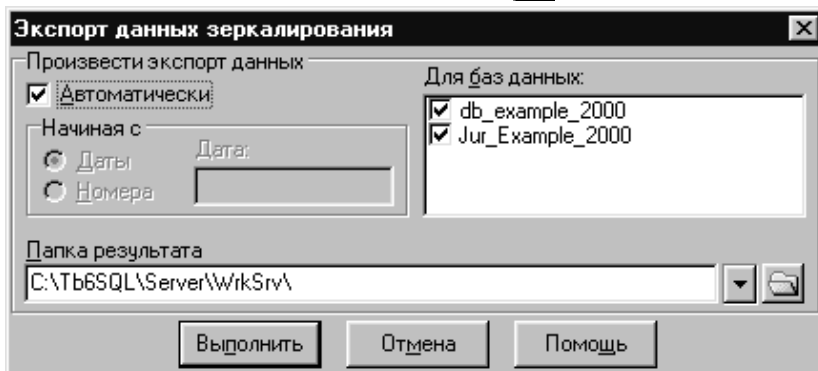 Экспорт данных зеркалирования
Произвести экспорт данных
Автоматически
Начиная с
Даты
Номера
Дата:
Для баз данных:
db_example_2000
Jur_Example_2000
Папка результата
C:\Tb6SQL\Server\WrkSrv\
Выполнить Отмена Помощь